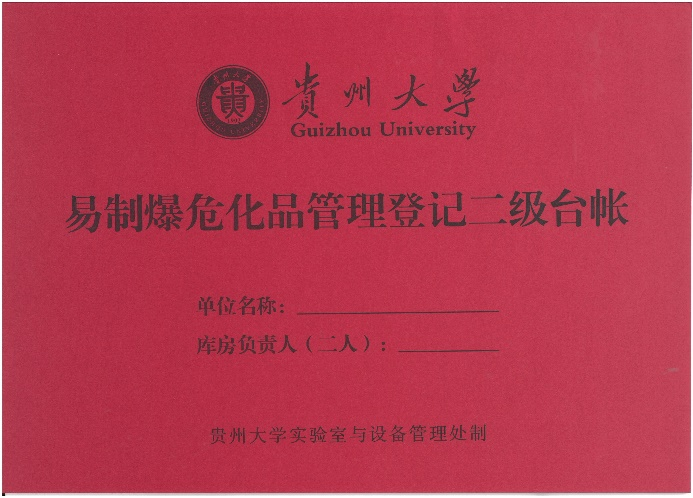 貴州大學
Guizhou University
易制爆危化品管理登记二级台帐
单位名称：
库房负责人（二人）：
贵州大学实验室与设备管理处制